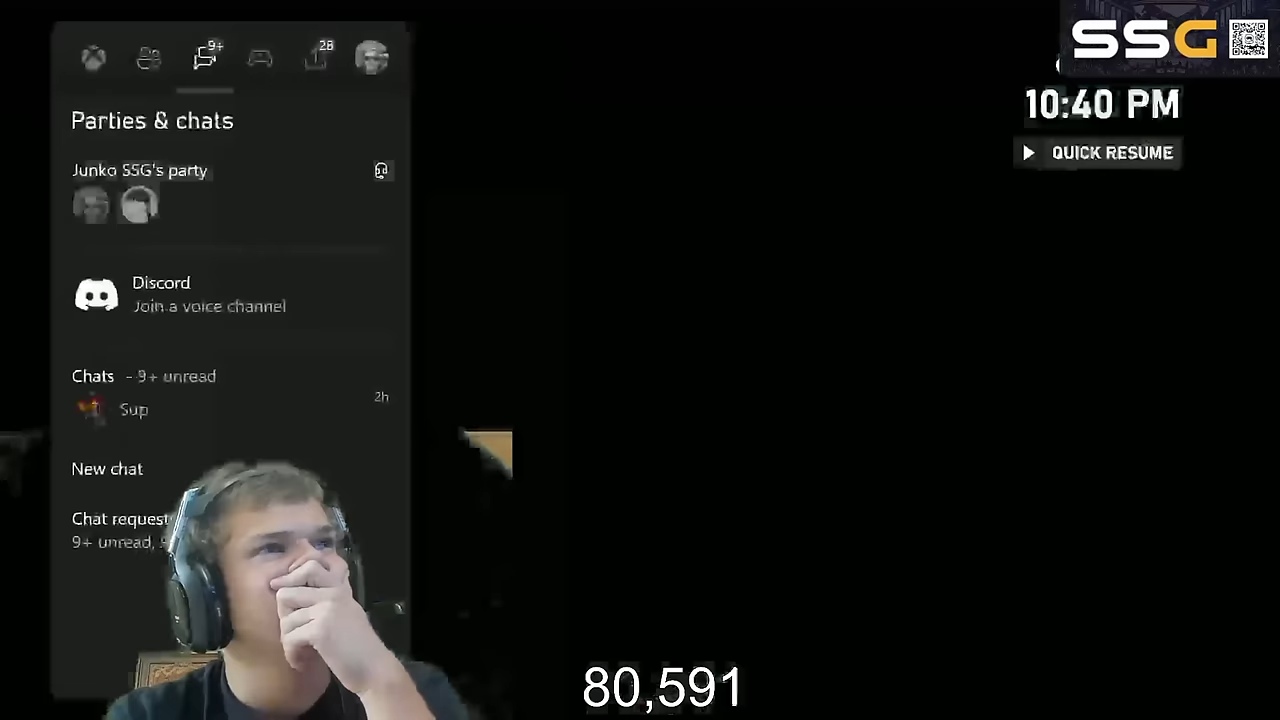 9+
28
SSG
10:40 PM
QUICK RESUME
Parties & chats
Junko SSG's party
Discord
Join a voice channel
Chats - 9+ unread
Sup
2h
New chat
Chat request
9+ unread,
80,591